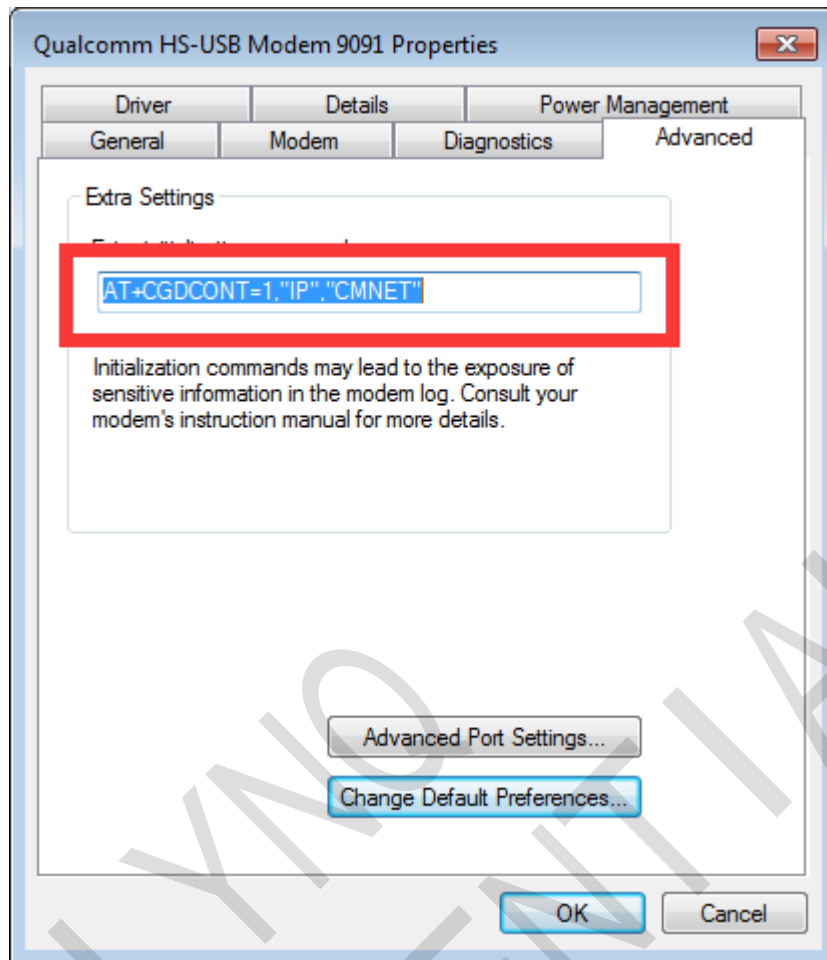 Qualcomm HS-USB Modem 9091 Properties
Driver Details Power Management
General Modem Diagnostics Advanced
Extra Settings
AT+CGDCONT=1,"IP","CMNET"
Initialization commands may lead to the exposure of
sensitive information in the modem log. Consult your
modem's instruction manual for more details.
Advanced Port Settings...
Change Default Preferences...
OK Cancel